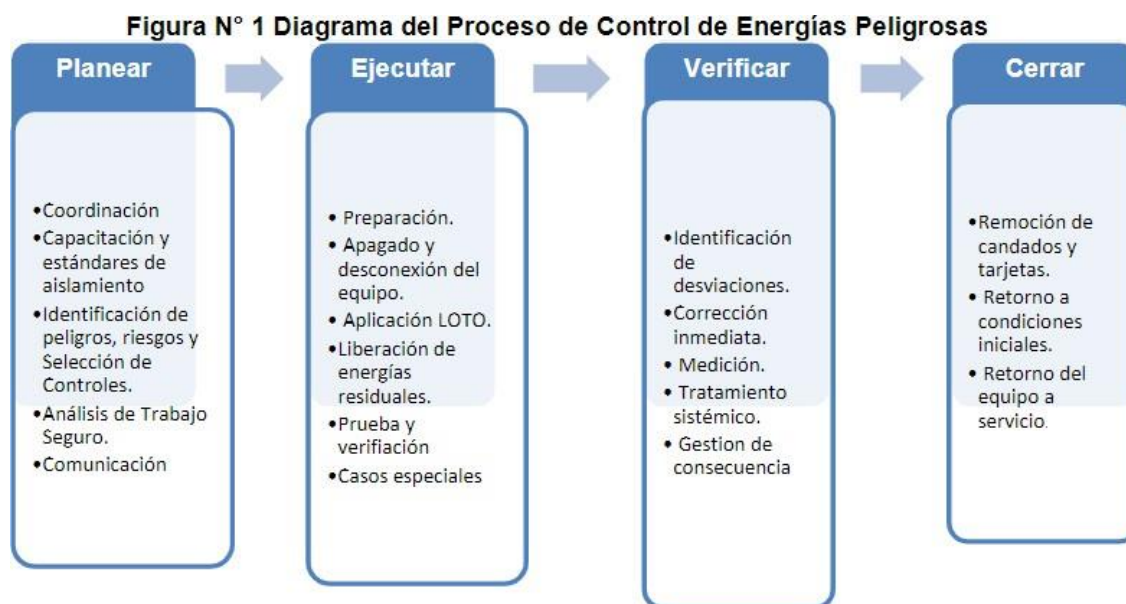 Figura N° 1 Diagrama del Proceso de Control de Energías Peligrosas
Planear
•Coordinación
•Capacitación y
estándares de
aislamiento
•Identificación de
peligros, riesgos y
Selección de
Controles.
•Análisis de Trabajo
Seguro.
•Comunicación
Ejecutar
• Preparación.
• Apagado y
desconexión del
equipo.
• Aplicación LOTO.
•Liberación de
energías
residuales.
•Prueba y
verifiación
•Casos especiales
Verificar
•Identificación
de
desviaciones.
•Corrección
inmediata.
• Medición.
• Tratamiento
sistémico.
• Gestion de
consecuencia
Cerrar
•Remoción de
candados y
tarjetas.
• Retorno a
condiciones
iniciales.
• Retorno del
equipo a
servicio.